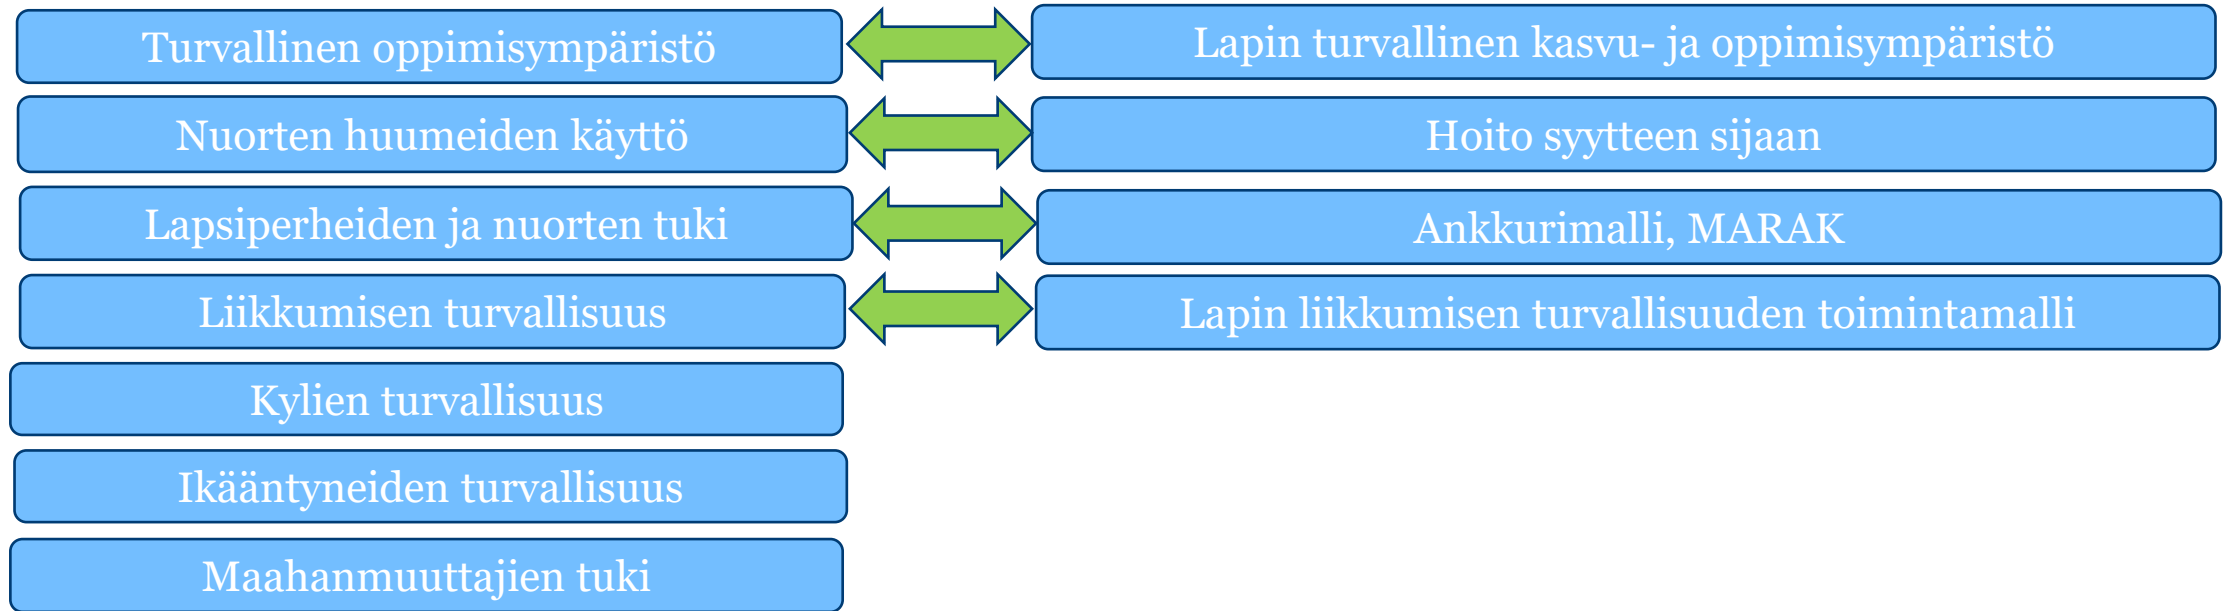 Turvallinen oppimisympäristö
Lapin turvallinen kasvu- ja oppimisympäristö
Nuorten huumeiden käyttö
Hoito syytteen sijaan
Lapsiperheiden ja nuorten tuki
Ankkurimalli, MARAK
Liikkumisen turvallisuus
Lapin liikkumisen turvallisuuden toimintamalli
Kylien turvallisuus
Ikääntyneiden turvallisuus
Maahanmuuttajien tuki